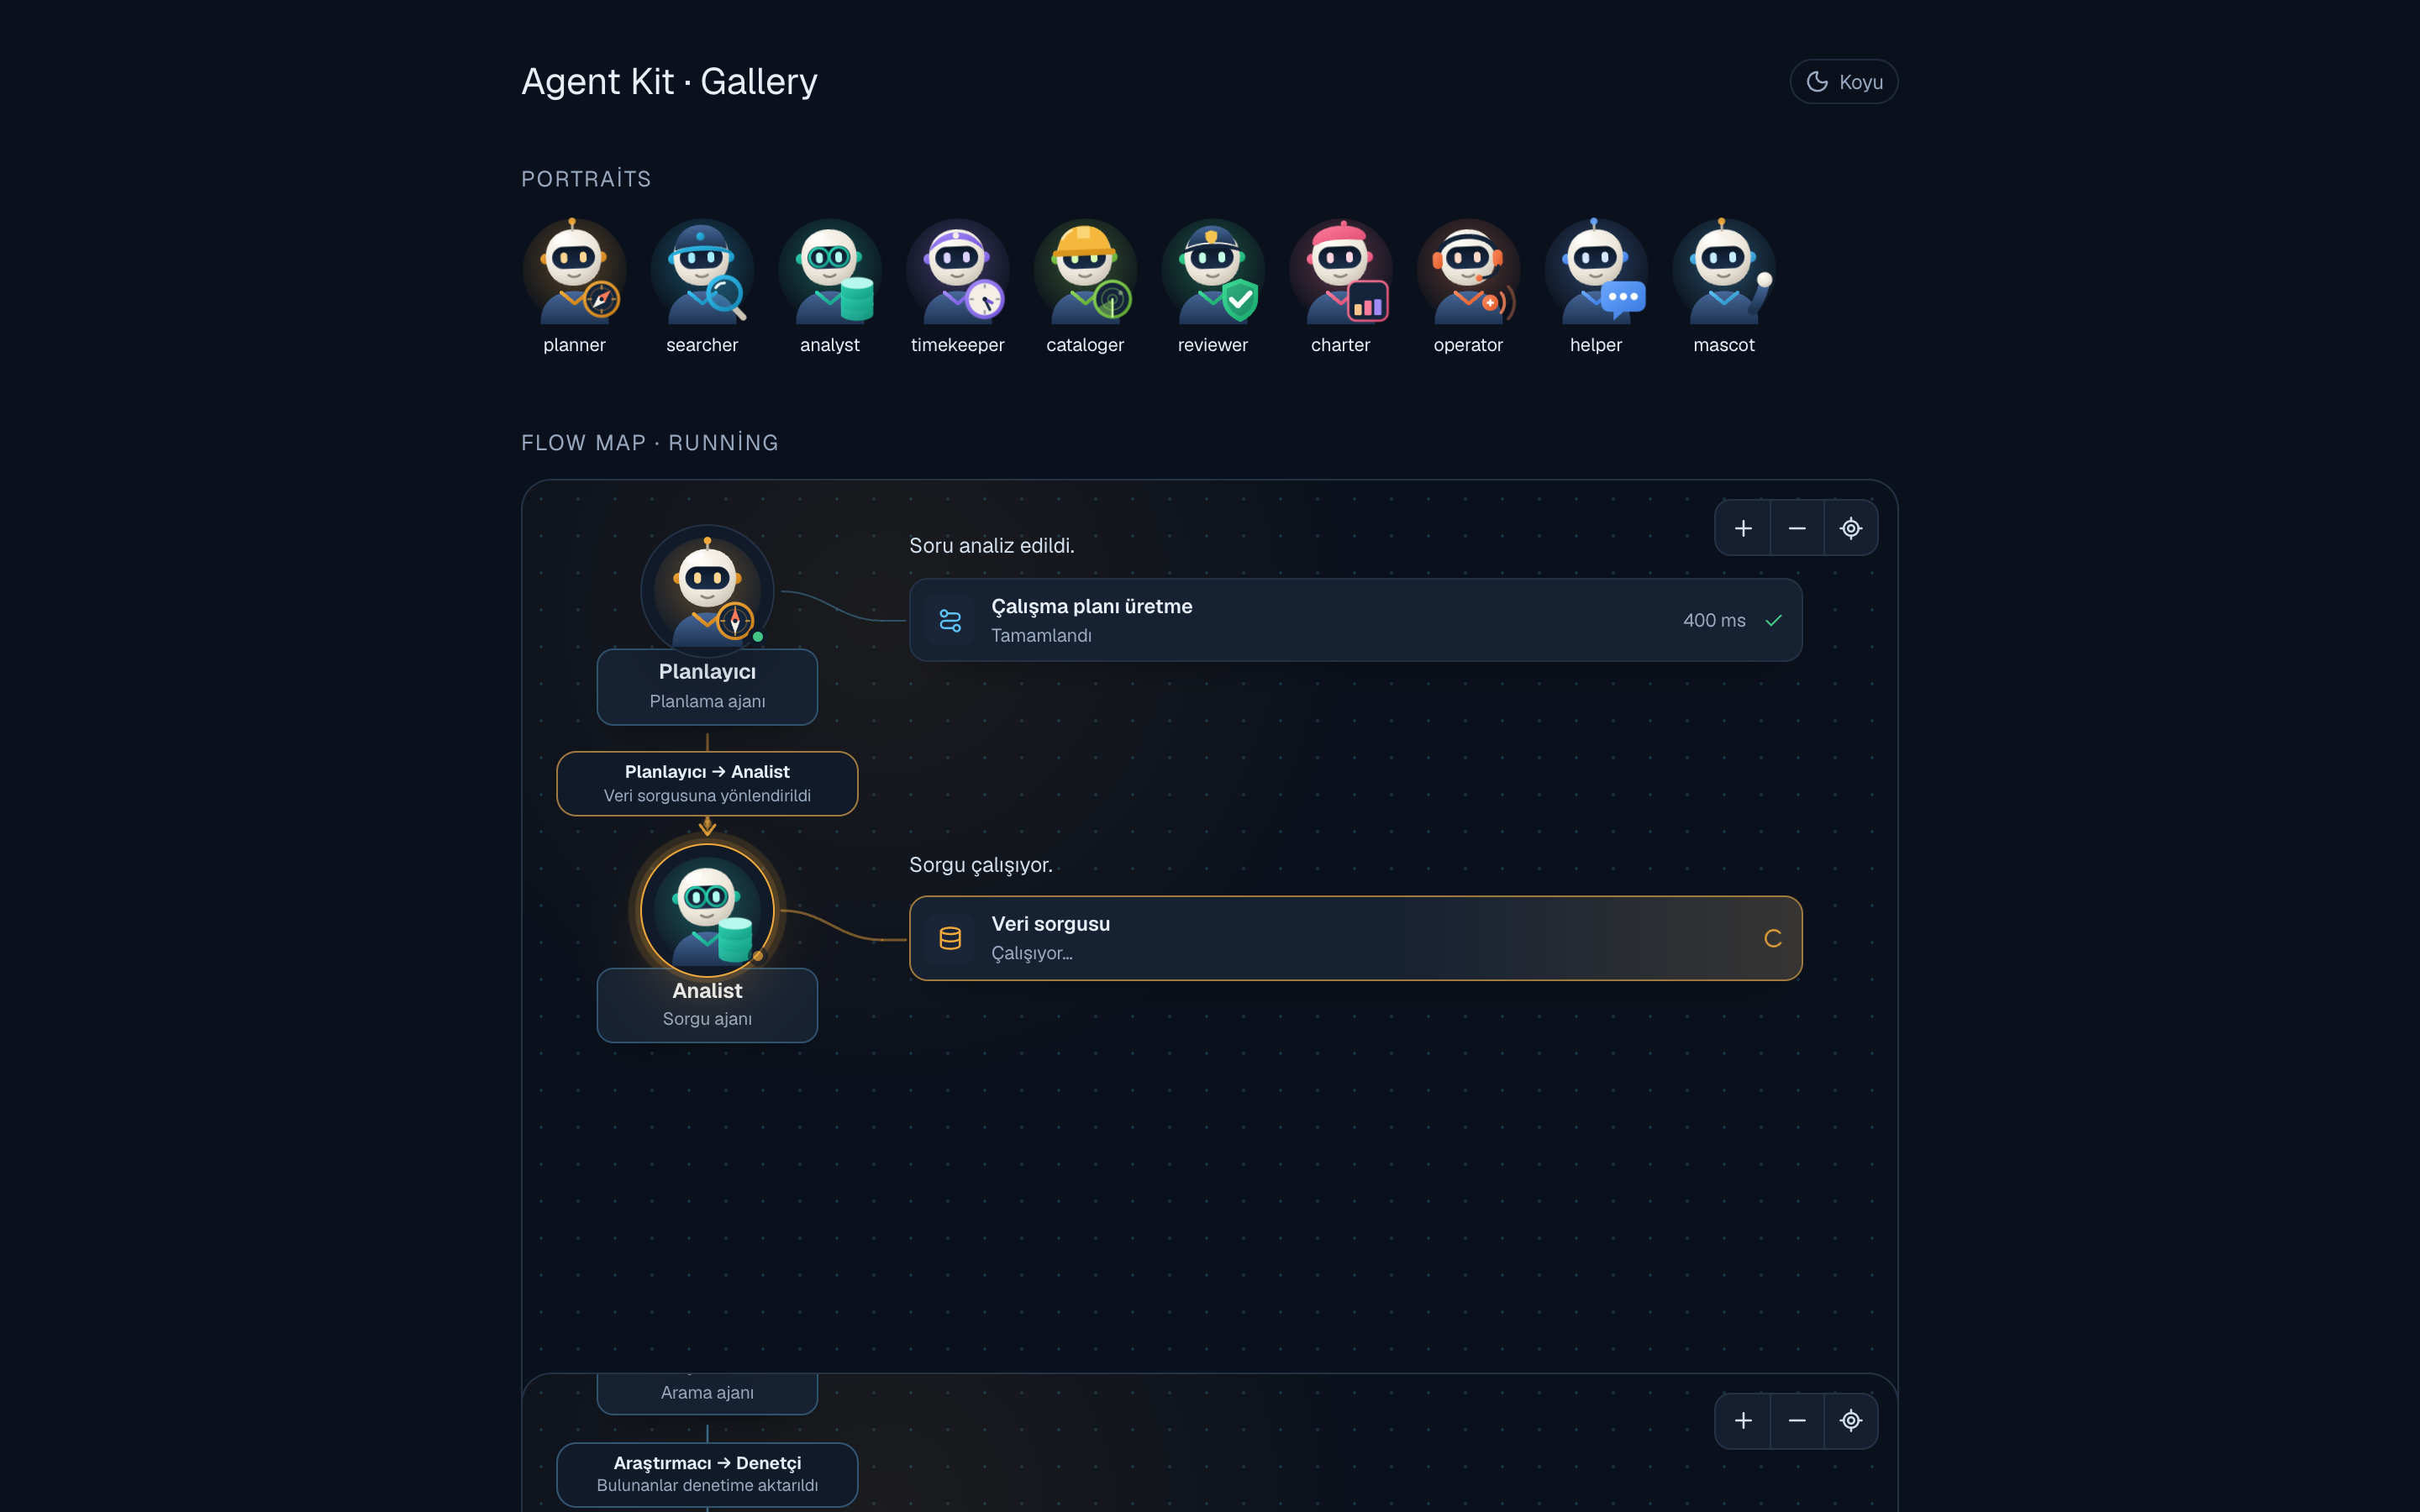 Agent Kit · Gallery
Koyu
PORTRAİTS
planner
searcher
analyst
timekeeper
cataloger
reviewer
charter
operator
helper
mascot
FLOW MAP · RUNNİNG
Soru analiz edildi.
Çalışma planı üretme
Tamamlandı
400 ms
Planlayıcı
Planlama ajanı
Planlayıcı → Analist
Veri sorgusuna yönlendirildi
Sorgu çalışıyor.
Veri sorgusu
Çalışıyor...
Analist
Sorgu ajanı
Arama ajanı
Araştırmacı → Denetçi
Bulunanlar denetime aktarıldı